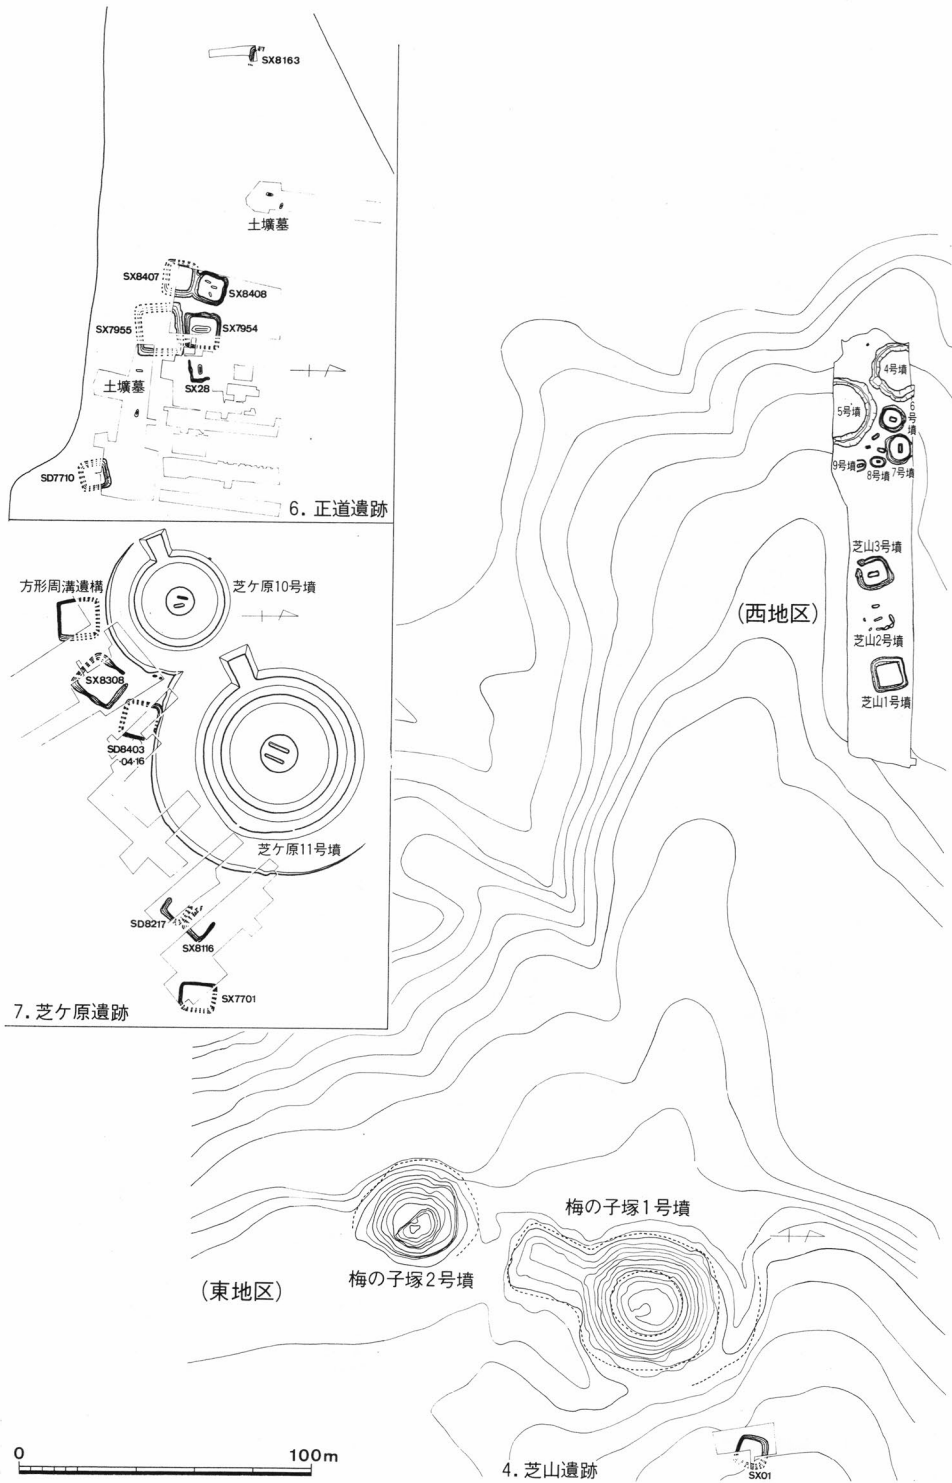 SX8163
土壙墓
SX8407
SX8408
SX7955
SX7954
土壙墓
SX28
SD7710
6. 正道遺跡
方形周溝遺構
芝ケ原10号墳
SX8308
SD8403
04·16
芝ケ原11号墳
SD8217
SX8116
SX7701
7. 芝ケ原遺跡
4号墳
5号墳
6号墳
7号墳
8号墳
9号墳
芝山3号墳
(西地区)
芝山2号墳
芝山1号墳
梅の子塚1号墳
梅の子塚2号墳
(東地区)
0 100m
4. 芝山遺跡
SX01